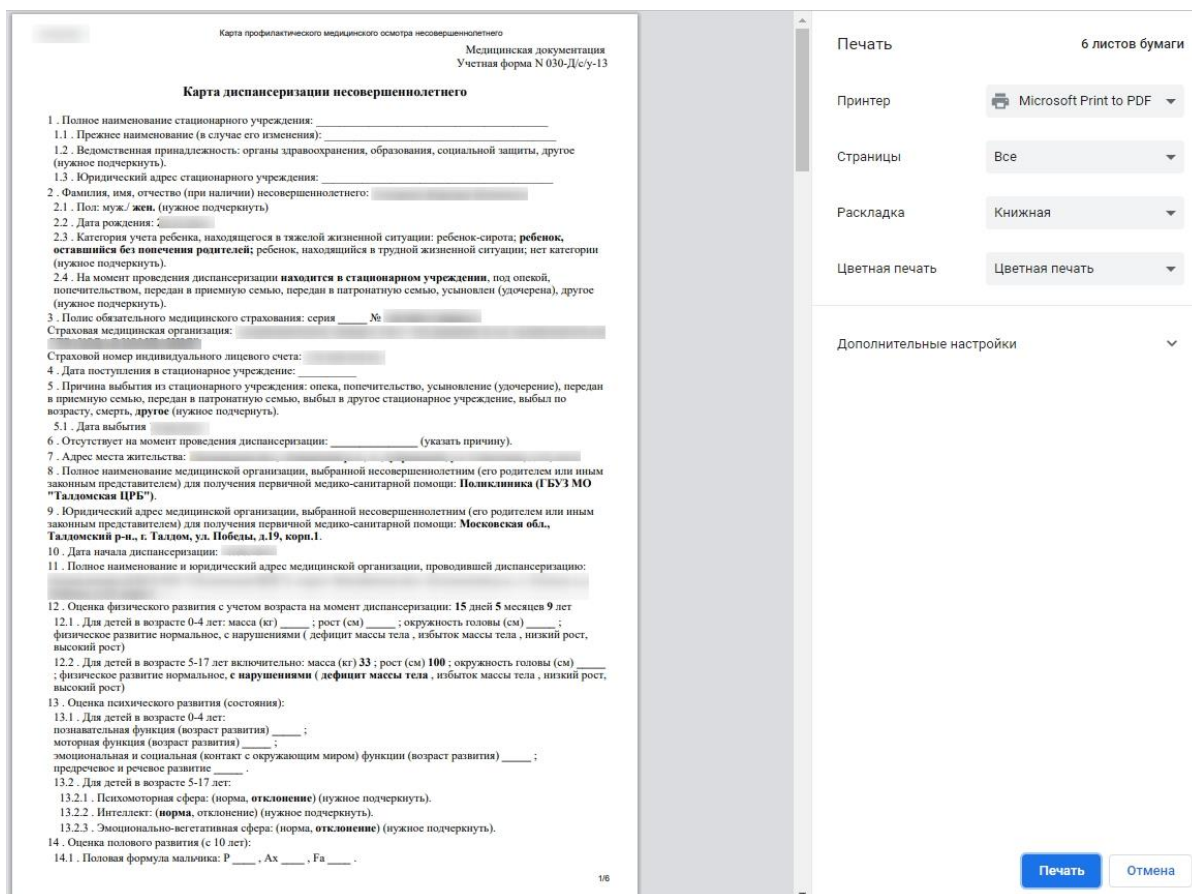 Карта профилактического медицинского осмотра несовершеннолетнего
Медицинская документация
Учетная форма N 030-Д/с/у-13
Карта диспансеризации несовершеннолетнего
1 . Полное наименование стационарного учреждения: ____
1.1 . Прежнее наименование (в случае его изменения): ____
1.2 . Ведомственная принадлежность: органы здравоохранения, образования, социальной защиты, другое
(нужное подчеркнуть).
1.3 . Юридический адрес стационарного учреждения: ____
2 . Фамилия, имя, отчество (при наличии) несовершеннолетнего:
2.1 . Пол: муж./ жен. (нужное подчеркнуть)
2.2 . Дата рождения:
2.3 . Категория учета ребенка, находящегося в тяжелой жизненной ситуации: ребенок-сирота; ребенок,
оставшийся без попечения родителей; ребенок, находящийся в трудной жизненной ситуации; нет категории
(нужное подчеркнуть).
2.4 . На момент проведения диспансеризации находится в стационарном учреждении, под опекой,
попечительством, передан в приемную семью, передан в патронатную семью, усыновлен (удочерена), другое
(нужное подчеркнуть).
3 . Полис обязательного медицинского страхования: серия ____ №
Страховая медицинская организация:
Страховой номер индивидуального лицевого счета:
4 . Дата поступления в стационарное учреждение: ____
5 . Причина выбытия из стационарного учреждения: опека, попечительство, усыновление (удочерение), передан
в приемную семью, передан в патронатную семью, выбыл в другое стационарное учреждение, выбыл по
возрасту, смерть, другое (нужное подчернуть).
5.1 . Дата выбытия
6 . Отсутствует на момент проведения диспансеризации: ____ (указать причину).
7 . Адрес места жительства:
8 . Полное наименование медицинской организации, выбранной несовершеннолетним (его родителем или иным
законным представителем) для получения первичной медико-санитарной помощи: Поликлиника (ГБУЗ МО
"Талдомская ЦРБ").
9 . Юридический адрес медицинской организации, выбранной несовершеннолетним (его родителем или иным
законным представителем) для получения первичной медико-санитарной помощи: Московская обл.,
Талдомский р-н., г. Талдом, ул. Победы, д.19, корп.1.
10 . Дата начала диспансеризации:
11 . Полное наименование и юридический адрес медицинской организации, проводившей диспансеризацию:
12 . Оценка физического развития с учетом возраста на момент диспансеризации: 15 дней 5 месяцев 9 лет
12.1 . Для детей в возрасте 0-4 лет: масса (кг) ____ ; рост (см) ____ ; окружность головы (см) ____ ;
физическое развитие нормальное, с нарушениями ( дефицит массы тела , избыток массы тела , низкий рост,
высокий рост)
12.2 . Для детей в возрасте 5-17 лет включительно: масса (кг) 33 ; рост (см) 100 ; окружность головы (см) ____
; физическое развитие нормальное, с нарушениями ( дефицит массы тела , избыток массы тела , низкий рост,
высокий рост)
13 . Оценка психического развития (состояния):
13.1 . Для детей в возрасте 0-4 лет:
познавательная функция (возраст развития) ____ ;
моторная функция (возраст развития) ____ ;
эмоциональная и социальная (контакт с окружающим миром) функции (возраст развития) ____ ;
предречевое и речевое развитие ____ .
13.2 . Для детей в возрасте 5-17 лет:
13.2.1 . Психомоторная сфера: (норма, отклонение) (нужное подчеркнуть).
13.2.2 . Интеллект: (норма, отклонение) (нужное подчеркнуть).
13.2.3 . Эмоционально-вегетативная сфера: (норма, отклонение) (нужное подчеркнуть).
14 . Оценка полового развития (с 10 лет):
14.1 . Половая формула мальчика: P ____ , Ax ____ , Fa ____ .
1/6
Печать
6 листов бумаги
Принтер
Microsoft Print to PDF
Страницы
Все
Раскладка
Книжная
Цветная печать
Цветная печать
Дополнительные настройки
Печать
Отмена